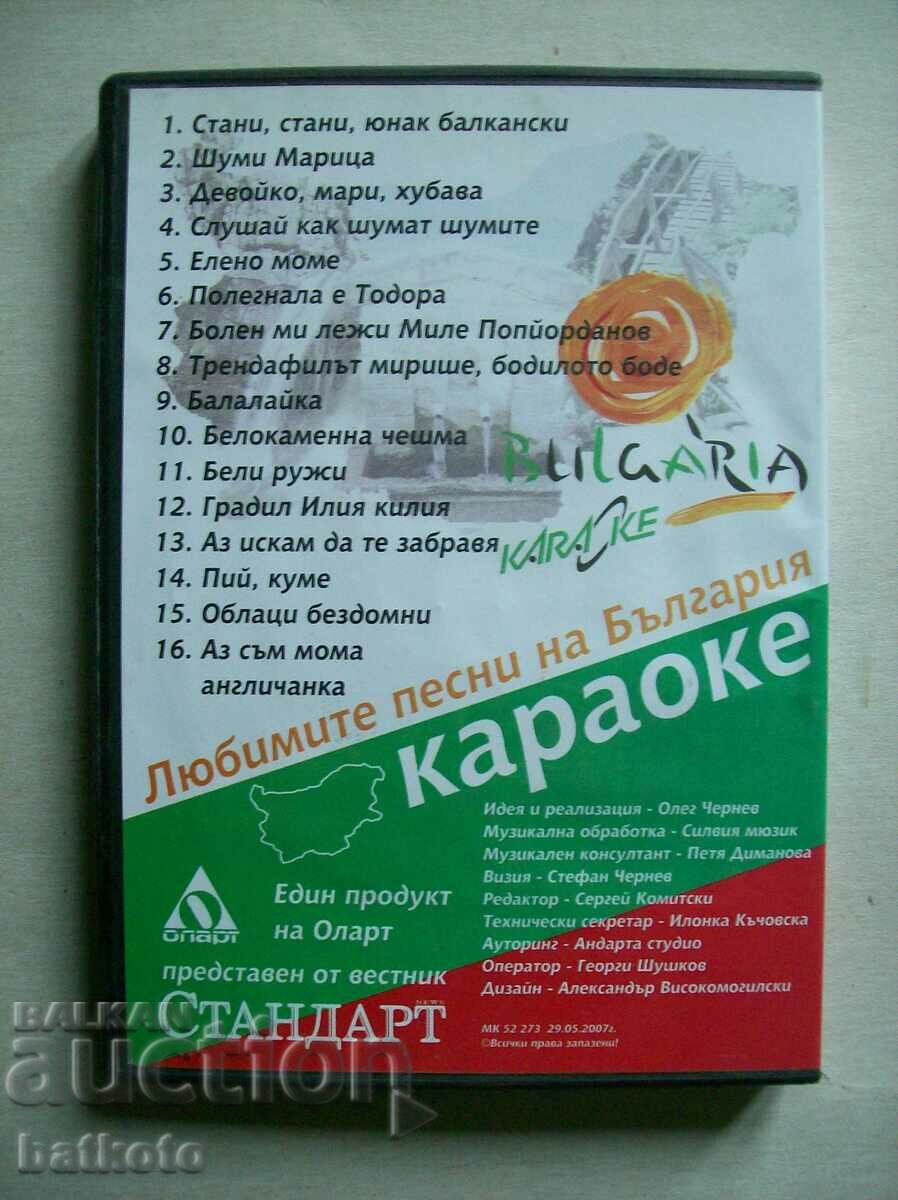 1. Стани, стани, юнак балкански
2. Шуми Марица
3. Девойко, мари, хубава
4. Слушай как шумат шумите
5. Елено моме
6. Полегнала е Тодора
7. Болен ми лежи Миле Попйорданов
8. Трендафилът мирише, бодилото боде
9. Балалайка
10. Белокаменна чешма
11. Бели ружи
12. Градил Илия килия
13. Аз искам да те забравя
14. Пий, куме
15. Облаци бездомни
16. Аз съм мома
англичанка
BULGARIA
KARAOKE
Любимите песни на България
караоке
Идея и реализация - Олег Чернев
Музикална обработка - Силвия мюзик
Музикален консултант - Петя Диманова
Визия - Стефан Чернев
Редактор - Сергей Комитски
Технически секретар - Илонка Къчовска
Ауторинг - Андарта студио
Оператор - Георги Шушков
Дизайн - Александър Високомогилски
МК 52 273 29.05.2007г.
©Всички права запазени!
оларт
Един продукт
на Оларт
представен от вестник
NEWS
СТАНДАРТ
BALKAN
auction
batkoto